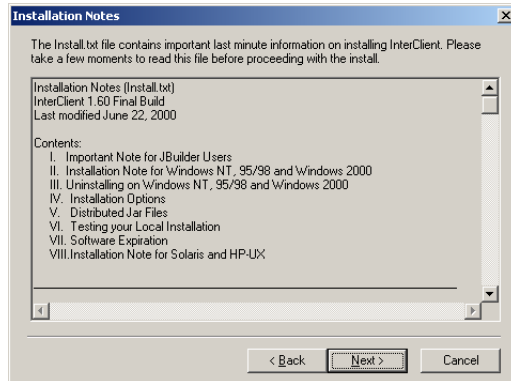 Installation Notes
The Install.txt file contains important last minute information on installing InterClient. Please
take a few moments to read this file before proceeding with the install.
Installation Notes (Install.txt)
InterClient 1.60 Final Build
Last modified June 22, 2000
Contents:
I. Important Note for JBuilder Users
II. Installation Note for Windows NT, 95/98 and Windows 2000
III. Uninstalling on Windows NT, 95/98 and Windows 2000
IV. Installation Options
V. Distributed Jar Files
VI. Testing your Local Installation
VII. Software Expiration
VIII.Installation Note for Solaris and HP-UX
< Back Next > Cancel